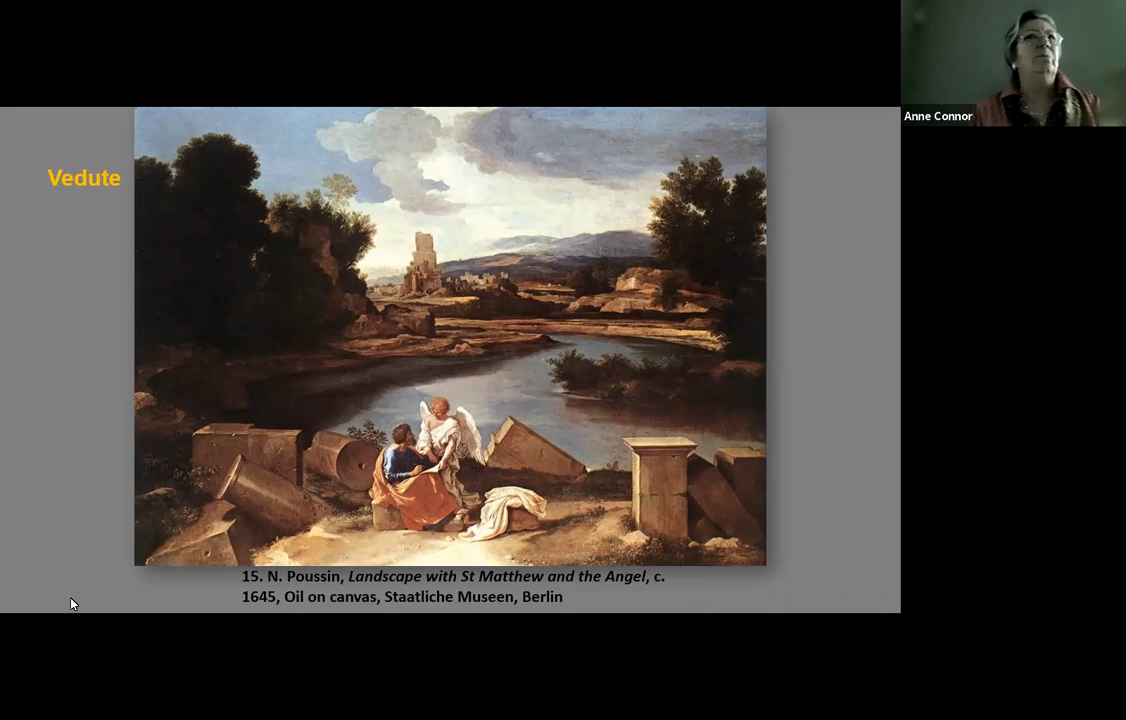 Vedute
Anne Connor
15. N. Poussin, Landscape with St Matthew and the Angel, c.
1645, Oil on canvas, Staatliche Museen, Berlin